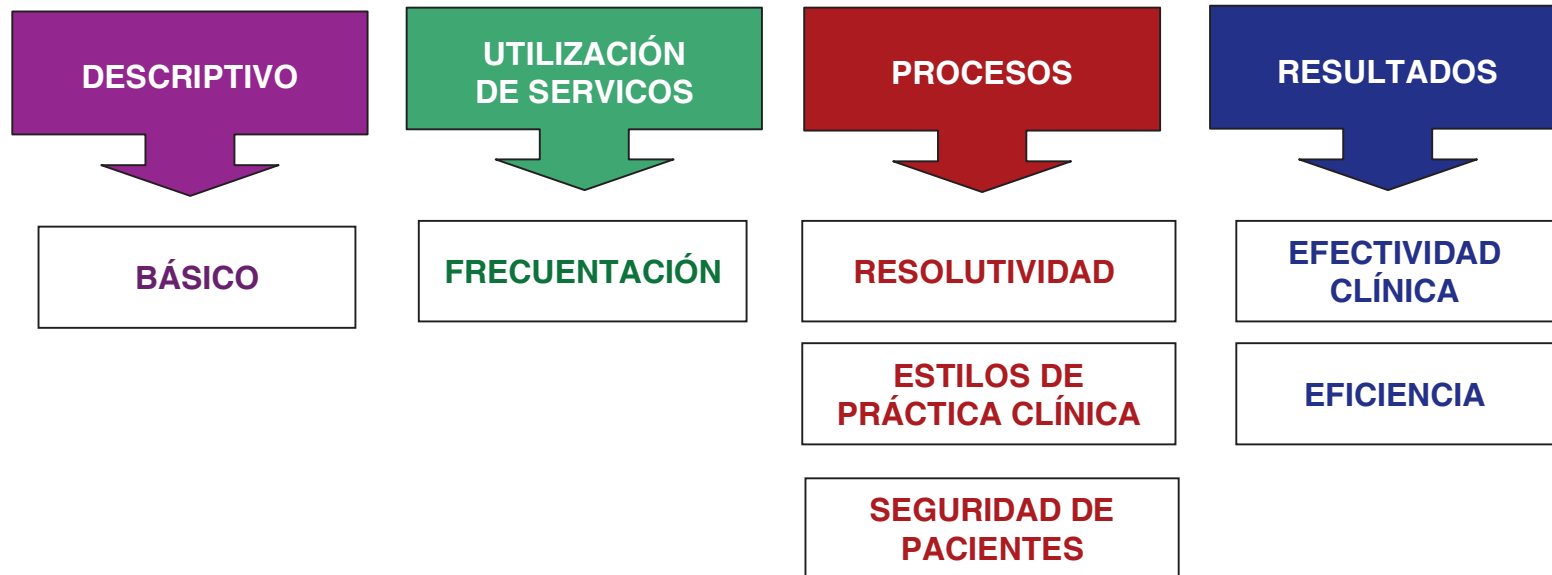 DESCRIPTIVO
UTILIZACIÓN
DE SERVICOS
PROCESOS
RESULTADOS
BÁSICO
FRECUENTACIÓN
RESOLUTIVIDAD
EFECTIVIDAD
CLÍNICA
ESTILOS DE
PRÁCTICA CLÍNICA
EFICIENCIA
SEGURIDAD DE
PACIENTES